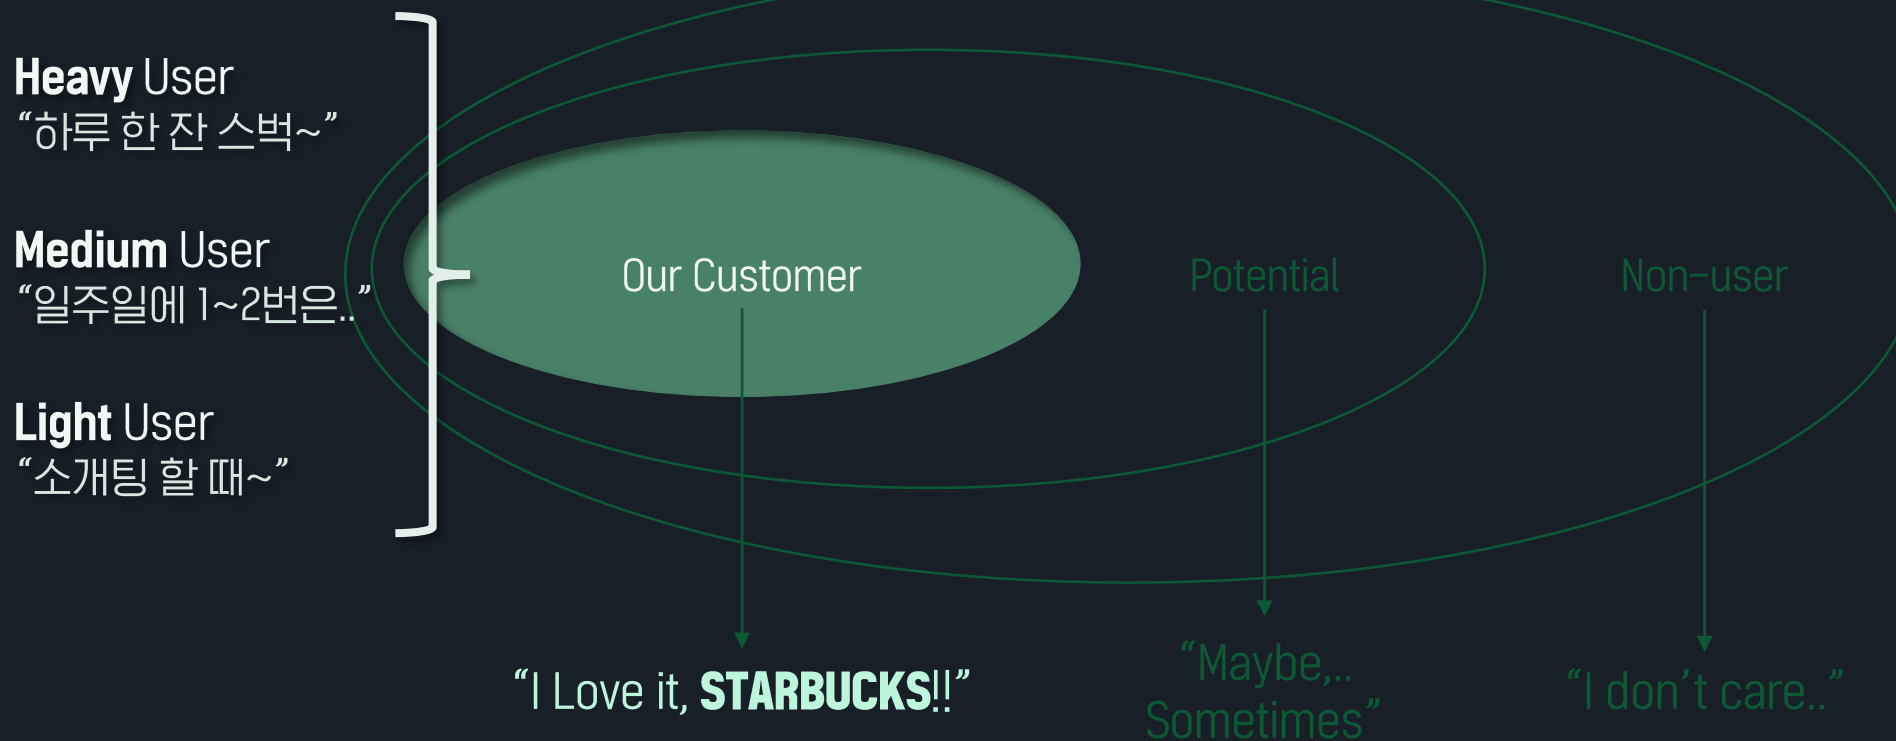 Heavy User
“하루 한 잔 스벅~”
Medium User
“일주일에 1~2번은..”
Light User
“소개팅 할 때~”
Our Customer
Potential
Non-user
“I Love it, STARBUCKS!!”
“Maybe,..
Sometimes”
“I don’t care..”